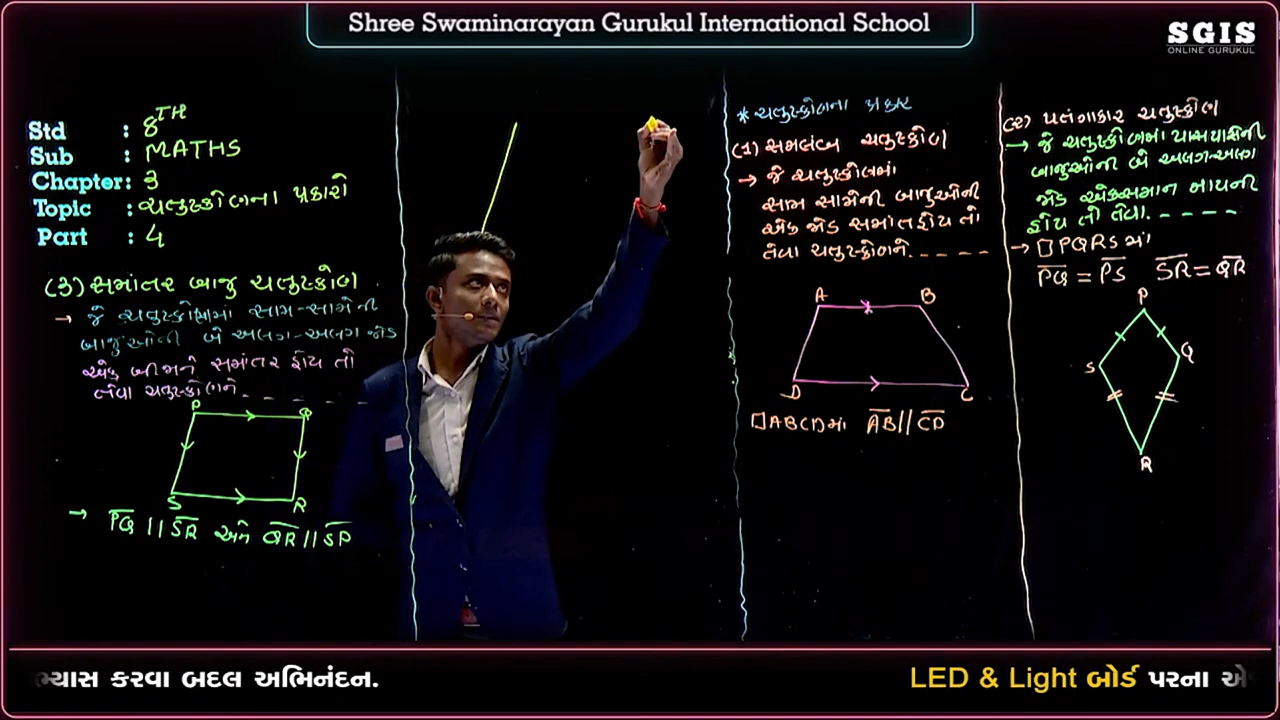 Shree Swaminarayan Gurukul International School
SGIS
ONLINE GURUKUL
Std : 8TH
Sub : MATHS
Chapter: 3
Topic : ચતુષ્કોણના પ્રકારો
Part : 4
(૩) સમાંતર બાજુ ચતુષ્કોણ
→ જે ચતુષ્કોણમાં સામ-સામેની
બાજુઓની બે અલગ-અલગ જોડ
એક બીજાને સમાંતર હોય તો
તેવા ચતુષ્કોણને - - - - - -
P Q
S R
→ PQ || SR અને QR || SP
* ચતુષ્કોણના પ્રકાર
(1) સમલંબ ચતુષ્કોણ
→ જે ચતુષ્કોણમાં
સામ સામેની બાજુઓની
એક જોડ સમાંતર હોય તો
તેવા ચતુષ્કોણને - - - - -
A B
D C
□ABCDમાં AB || CD
(૨) પતંગાકાર ચતુષ્કોણ
→ જે ચતુષ્કોણમાં પાસપાસેની
બાજુઓની બે અલગ-અલગ
જોડ એકસમાન માપની
હોય તો તેવા - - - - -
→ □PQRS માં
PQ = PS SR = QR
P
S Q
R
ભ્યાસ કરવા બદલ અભિનંદન.
LED & Light બોર્ડ પરના